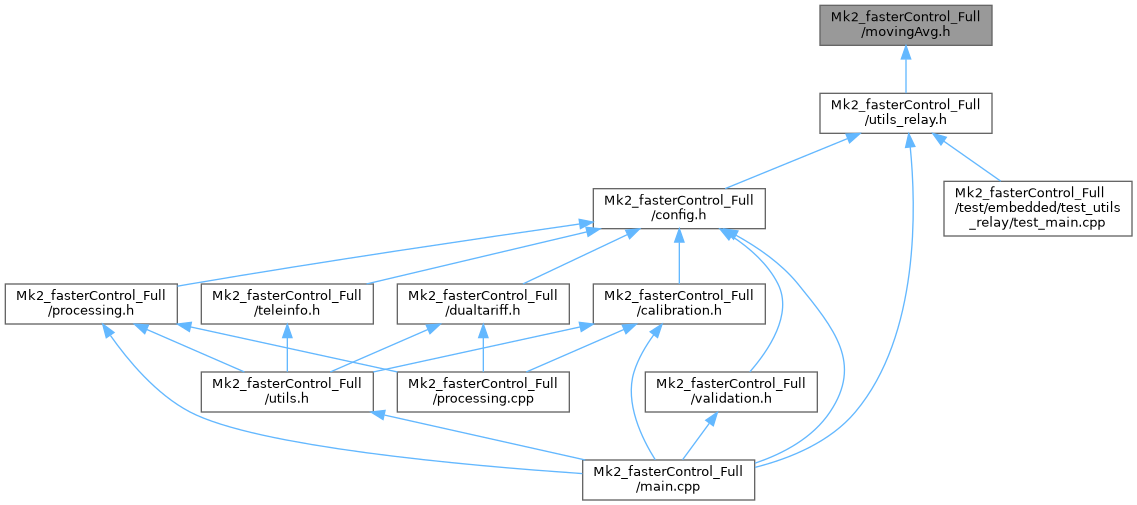 Mk2_fasterControl_Full
/movingAvg.h
Mk2_fasterControl_Full
/utils_relay.h
Mk2_fasterControl_Full
/config.h
Mk2_fasterControl_Full
/test/embedded/test_utils
_relay/test_main.cpp
Mk2_fasterControl_Full
/processing.h
Mk2_fasterControl_Full
/teleinfo.h
Mk2_fasterControl_Full
/dualtariff.h
Mk2_fasterControl_Full
/calibration.h
Mk2_fasterControl_Full
/utils.h
Mk2_fasterControl_Full
/processing.cpp
Mk2_fasterControl_Full
/validation.h
Mk2_fasterControl_Full
/main.cpp